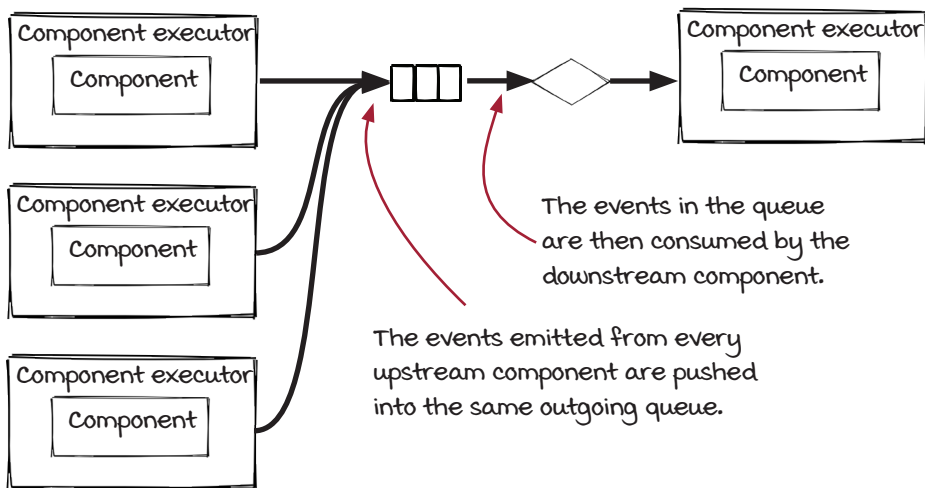 Component executor
Component
Component executor
Component
Component executor
Component
Component executor
Component
The events in the queue
are then consumed by the
downstream component.
The events emitted from every
upstream component are pushed
into the same outgoing queue.